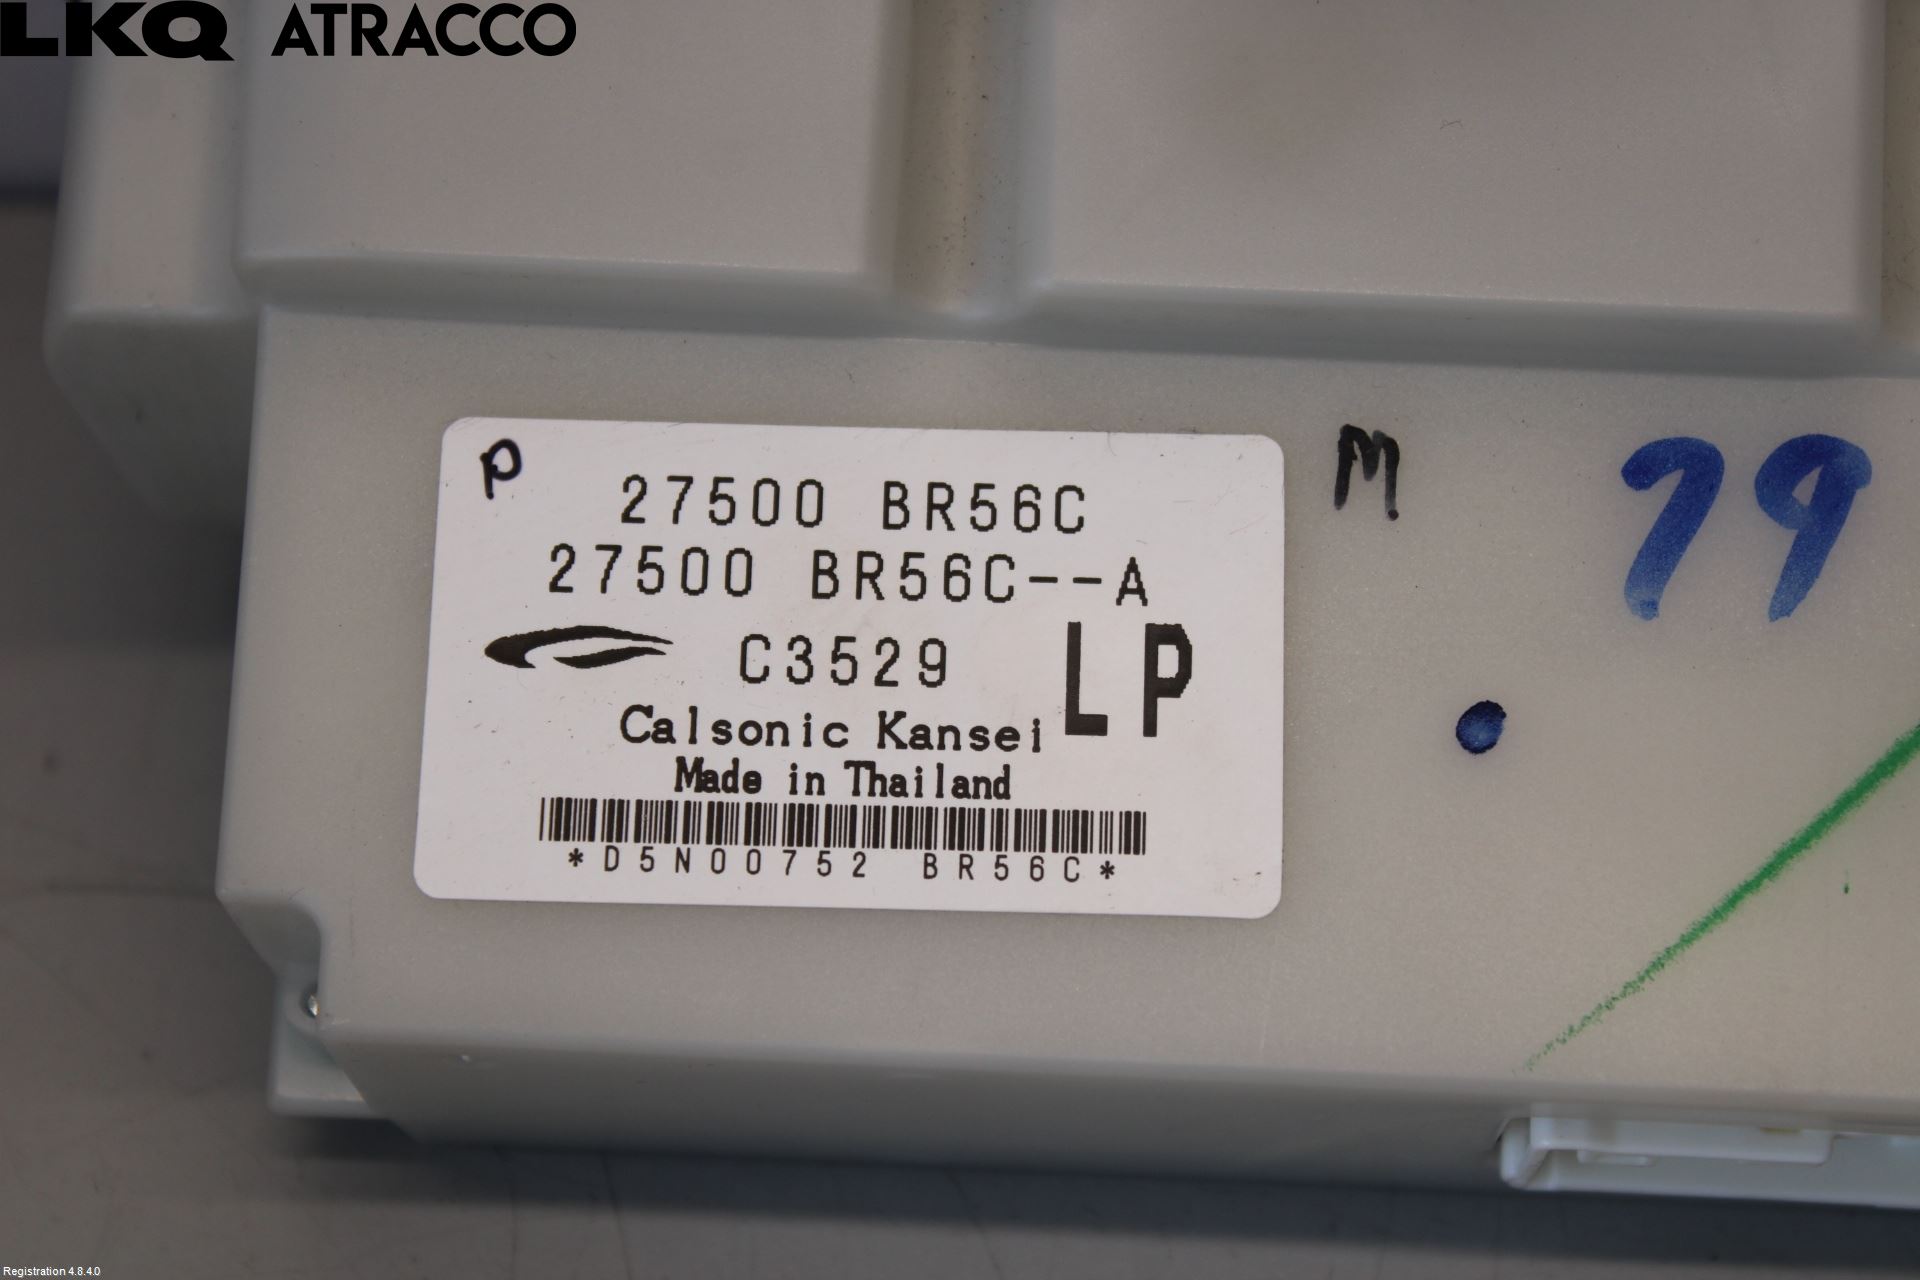 LKQ ATRACCO
P
27500 BR56C
27500 BR56C--A
C3529
LP
Calsonic Kansei
Made in Thailand
*D5N00752 BR56C*
M
79
Registration 4.8.4.0